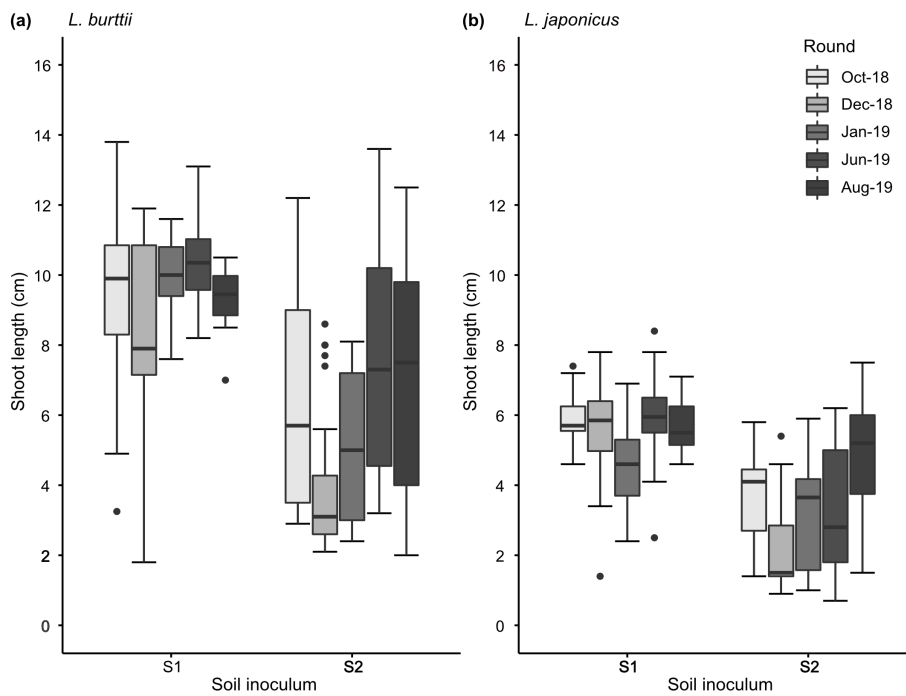 (a) L. burttii
Shoot length (cm)
16
14
12
10
8
6
4
2
0
S1 S2
Soil inoculum
(b) L. japonicus
Shoot length (cm)
16
14
12
10
8
6
4
2
0
S1 S2
Soil inoculum
Round
Oct-18
Dec-18
Jan-19
Jun-19
Aug-19